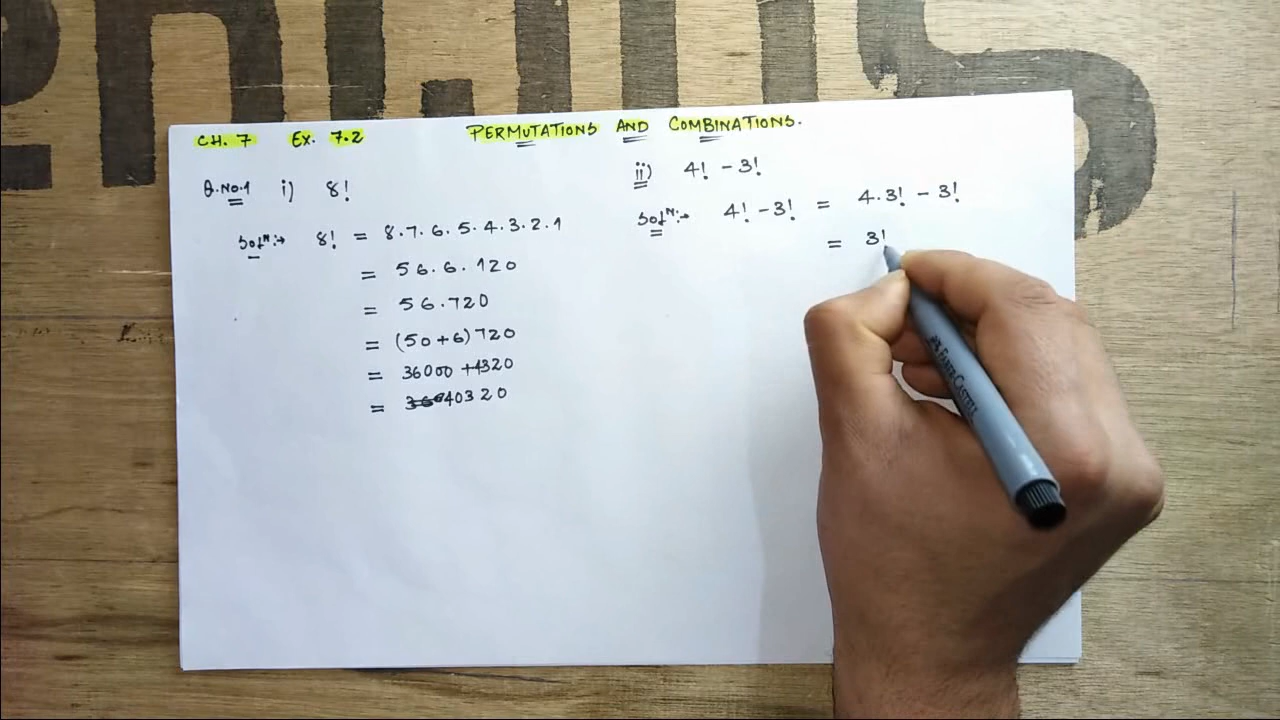 CH. 7 Ex. 7.2 PERMUTATIONS AND COMBINATIONS.
Q.NO.1 i) 8!
SolN:→ 8! = 8.7.6.5.4.3.2.1
= 56.6.120
= 56.720
= (50+6)720
= 36000+4320
= 40320
ii) 4! - 3!
SolN:→ 4! - 3! = 4.3! - 3!
= 3!
FABER-CASTELL